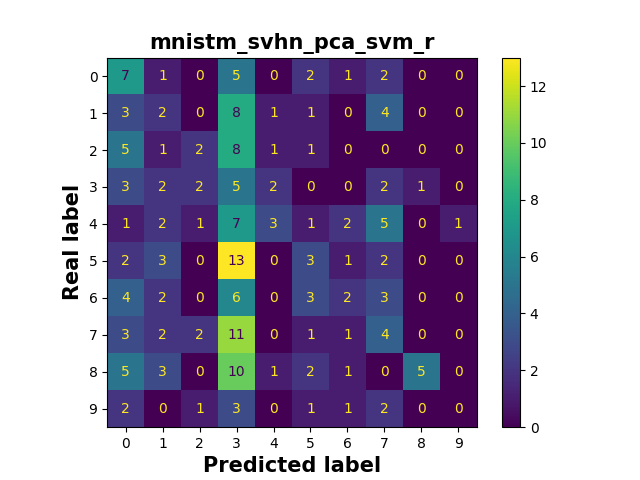 mnistm_svhn_pca_svm_r
0 7 1 0 5 0 2 1 2 0 0
1 3 2 0 8 1 1 0 4 0 0
2 5 1 2 8 1 1 0 0 0 0
3 3 2 2 5 2 0 0 2 1 0
4 1 2 1 7 3 1 2 5 0 1
5 2 3 0 13 0 3 1 2 0 0
6 4 2 0 6 0 3 2 3 0 0
7 3 2 2 11 0 1 1 4 0 0
8 5 3 0 10 1 2 1 0 5 0
9 2 0 1 3 0 1 1 2 0 0
0 1 2 3 4 5 6 7 8 9
Predicted label
Real label
12
10
8
6
4
2
0